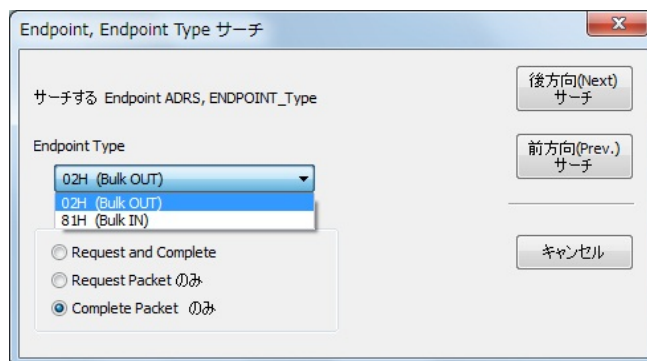 Endpoint, Endpoint Type サーチ
サーチする Endpoint ADRS, ENDPOINT_Type
Endpoint Type
02H (Bulk OUT)
02H (Bulk OUT)
81H (Bulk IN)
Request and Complete
Request Packet のみ
Complete Packet のみ
後方向(Next)
サーチ
前方向(Prev.)
サーチ
キャンセル